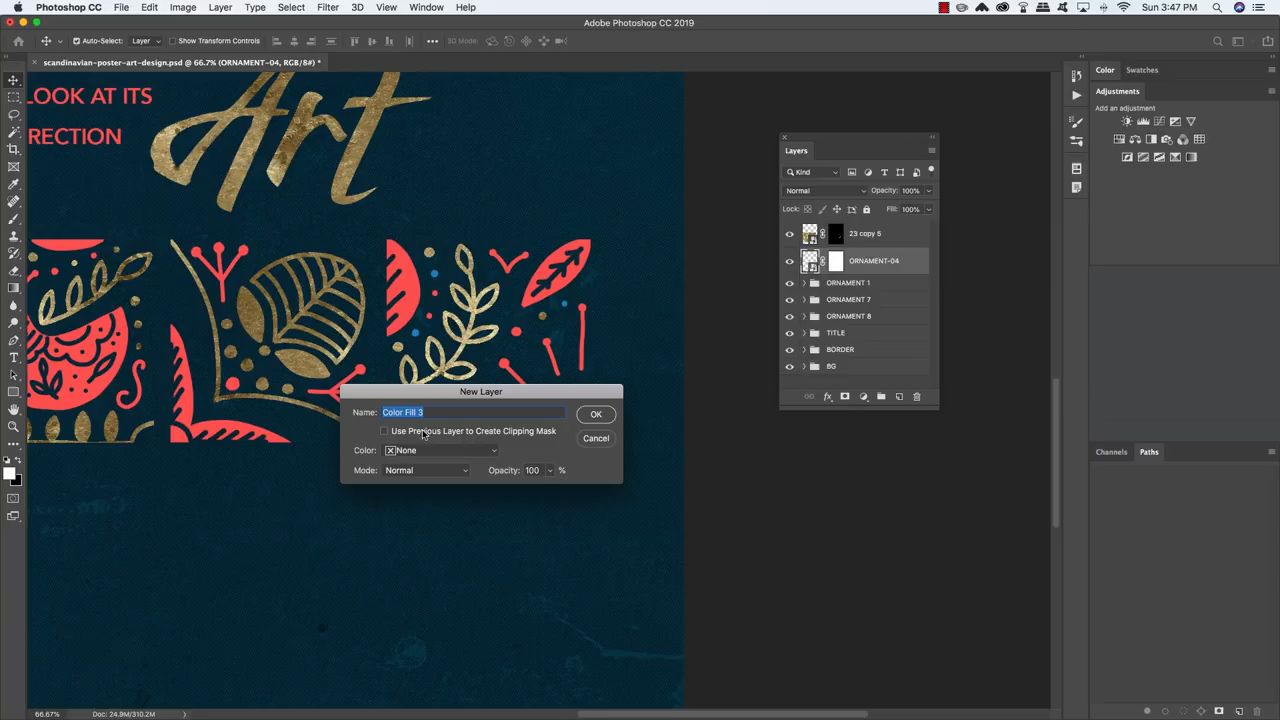 Photoshop CC File Edit Image Layer Type Select Filter 3D View Window Help Sun 3:47 PM
Adobe Photoshop CC 2019
Auto-Select: Layer Show Transform Controls 3D Mode:
scandinavian-poster-art-design.psd @ 66.7% (ORNAMENT-04, RGB/8#) *
LOOK AT ITS
RECTION
Art
New Layer
Name: Color Fill 3
OK
Use Previous Layer to Create Clipping Mask
Cancel
Color: None
Mode: Normal Opacity: 100 %
Layers
Kind
Normal Opacity: 100%
Lock: Fill: 100%
23 copy 5
ORNAMENT-04
ORNAMENT 1
ORNAMENT 7
ORNAMENT 8
TITLE
BORDER
BG
fx
Color Swatches
Adjustments
Add an adjustment
Channels Paths
66.67% Doc: 24.9M/310.2M